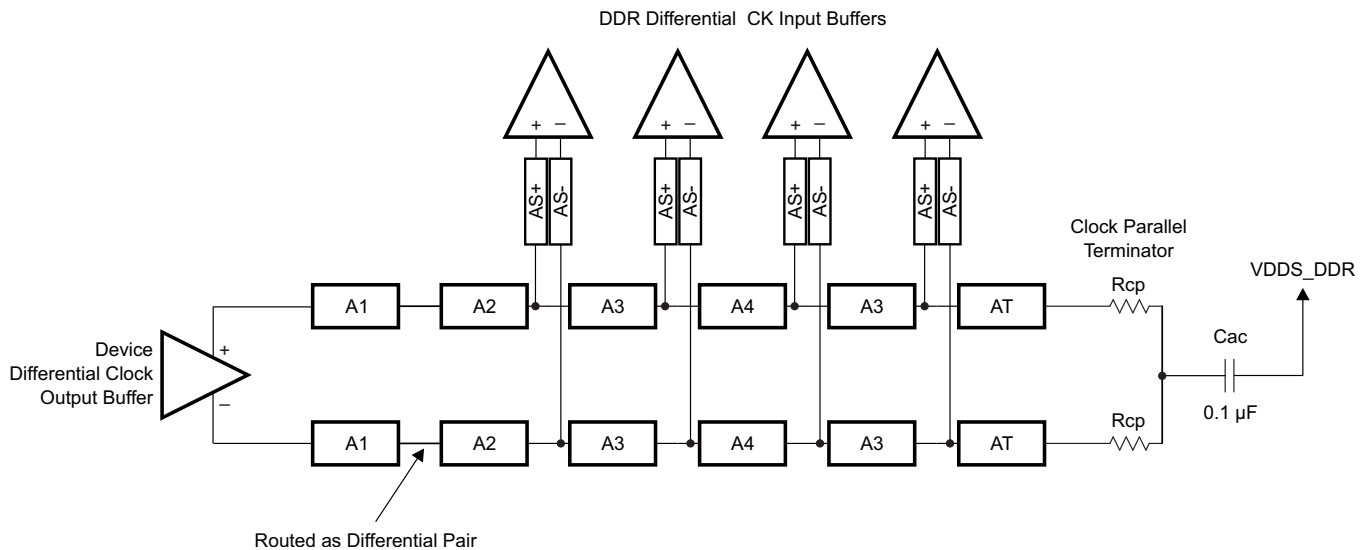 DDR Differential CK Input Buffers
+ − + − + − + −
AS+ AS- AS+ AS- AS+ AS- AS+ AS-
Clock Parallel
Terminator
VDDS_DDR
A1 A2 A3 A4 A3 AT Rcp
Device
Differential Clock
Output Buffer
+
−
Cac
0.1 µF
A1 A2 A3 A4 A3 AT Rcp
Routed as Differential Pair